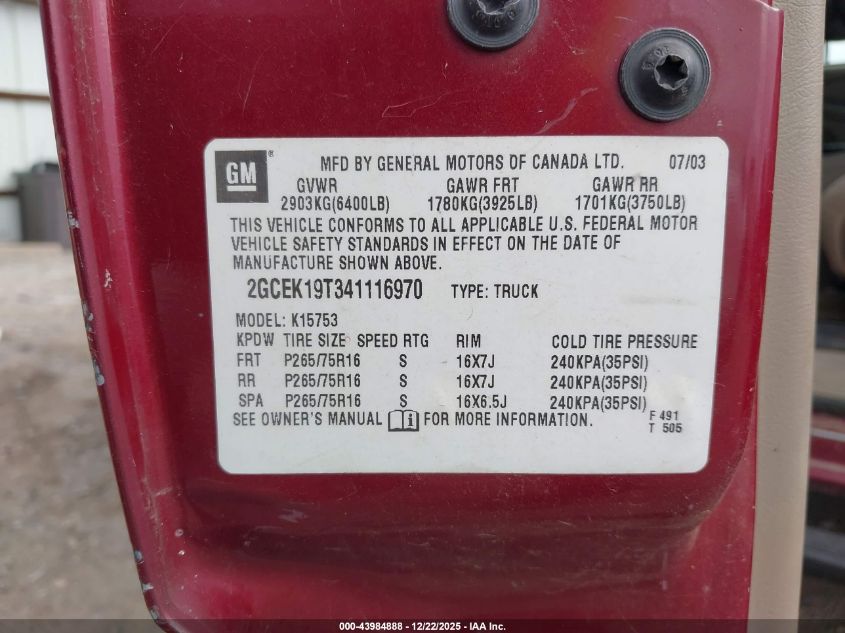 GM ® MFD BY GENERAL MOTORS OF CANADA LTD. 07/03
GVWR GAWR FRT GAWR RR
2903KG(6400LB) 1780KG(3925LB) 1701KG(3750LB)
THIS VEHICLE CONFORMS TO ALL APPLICABLE U.S. FEDERAL MOTOR
VEHICLE SAFETY STANDARDS IN EFFECT ON THE DATE OF
MANUFACTURE SHOWN ABOVE.
2GCEK19T341116970 TYPE: TRUCK
MODEL: K15753
KPDW TIRE SIZE SPEED RTG RIM COLD TIRE PRESSURE
FRT P265/75R16 S 16X7J 240KPA(35PSI)
RR P265/75R16 S 16X7J 240KPA(35PSI)
SPA P265/75R16 S 16X6.5J 240KPA(35PSI)
SEE OWNER'S MANUAL i FOR MORE INFORMATION.
F 491
T 505
000-43984888 - 12/22/2025 - IAA Inc.